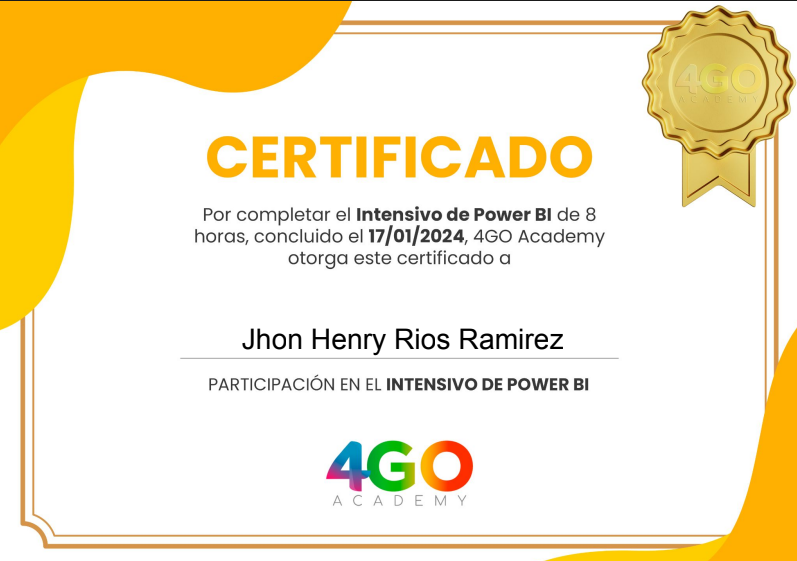 4GO
ACADEMY
CERTIFICADO
Por completar el Intensivo de Power BI de 8
horas, concluido el 17/01/2024, 4GO Academy
otorga este certificado a
Jhon Henry Rios Ramirez
PARTICIPACIÓN EN EL INTENSIVO DE POWER BI
4GO
ACADEMY